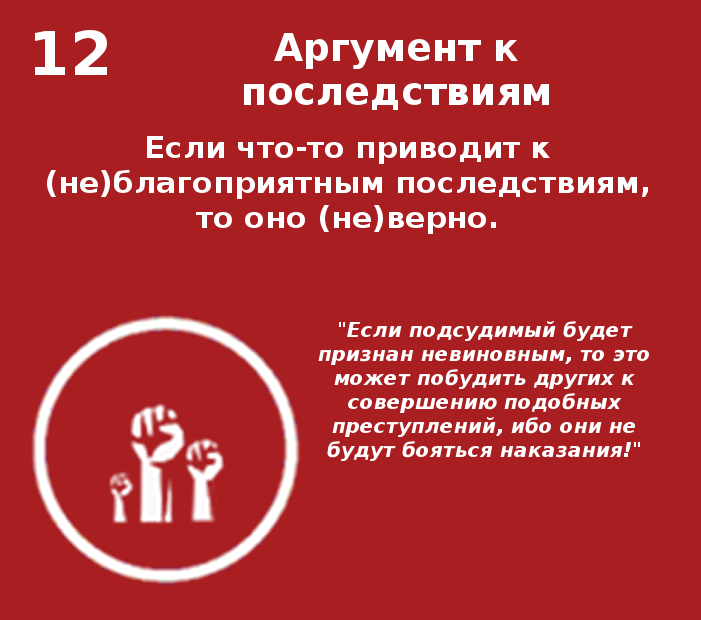 12
Аргумент к
последствиям
Если что-то приводит к
(не)благоприятным последствиям,
то оно (не)верно.
"Если подсудимый будет
признан невиновным, то это
может побудить других к
совершению подобных
преступлений, ибо они не
будут бояться наказания!"